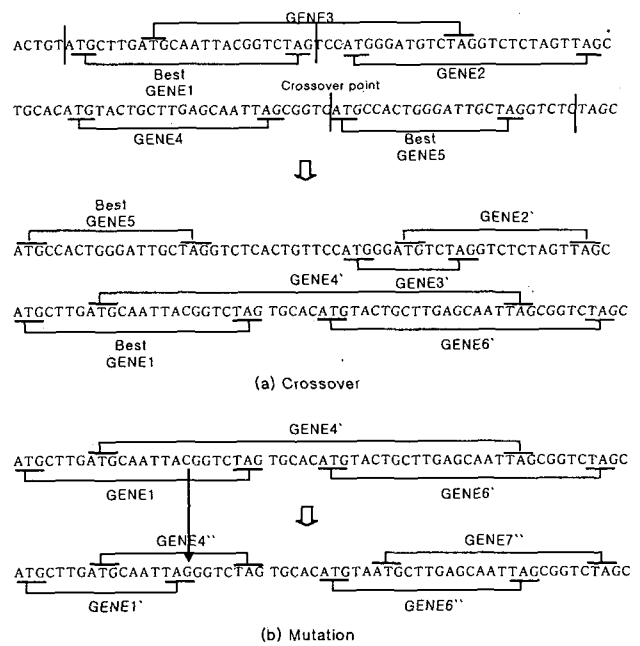 GENE3
ACTGTATGCTTGATGCAATTACGGTCTAGTCCATGGGATGTCTAGGTCTCTAGTTAGC
Best
GENE1
GENE2
Crossover point
TGCACATGTACTGCTTGAGCAATTAGCGGTGATGCCACTGGGATTGCTAGGTCTCTAGC
GENE4
Best
GENE5
Best
GENE5
GENE2`
ATGCCACTGGGATTGCTAGGTCTCACTGTTCCATGGGATGTCTAGGTCTCTAGTTAGC
GENE4`
GENE3`
ATGCTTGATGCAATTACGGTCTAG TGCACATGTACTGCTTGAGCAATTAGCGGTCTAGC
Best
GENE1
GENE6`
(a) Crossover
GENE4`
ATGCTTGATGCAATTACGGTCTAG TGCACATGTACTGCTTGAGCAATTAGCGGTCTAGC
GENE1
GENE6`
GENE4``
GENE7``
ATGCTTGATGCAATTAGGGTCTAG TGCACATGTAATGCTTGAGCAATTAGCGGTCTAGC
GENE1`
GENE6``
(b) Mutation